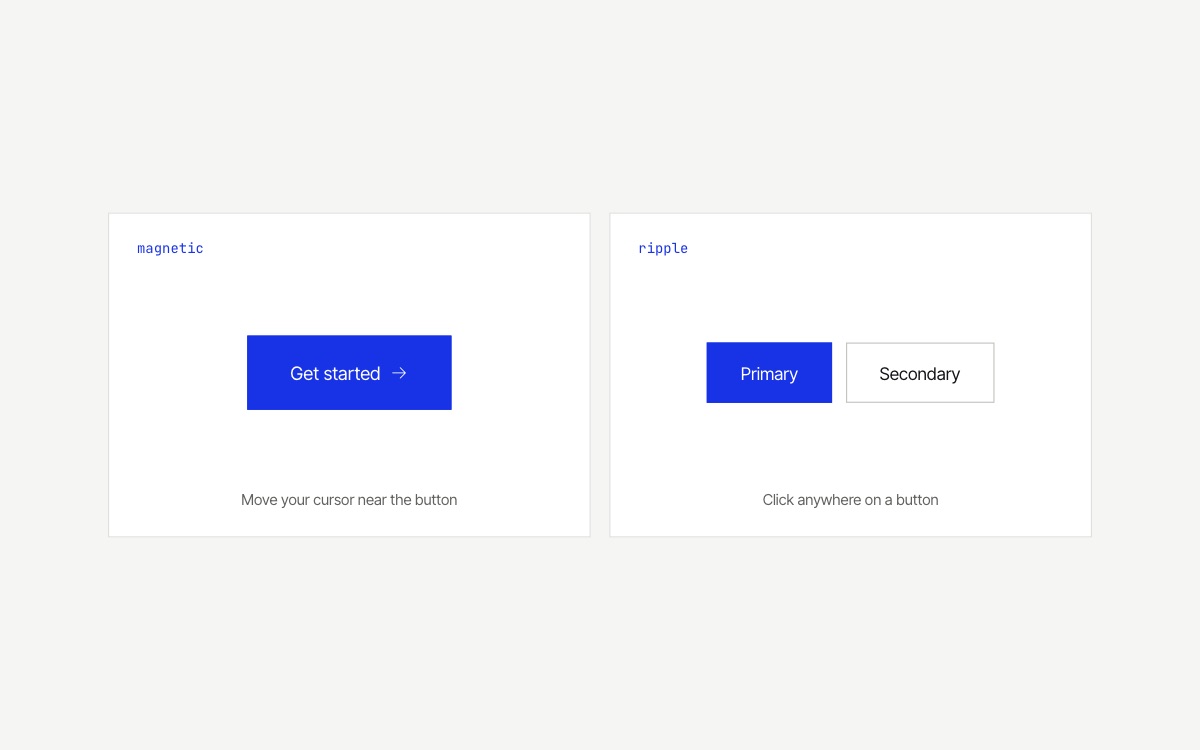 magnetic
Get started →
Move your cursor near the button
ripple
Primary
Secondary
Click anywhere on a button